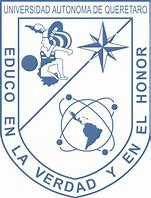 UNIVERSIDAD AUTONOMA DE QUERETARO
EDUCO EN LA VERDAD Y EN EL HONOR